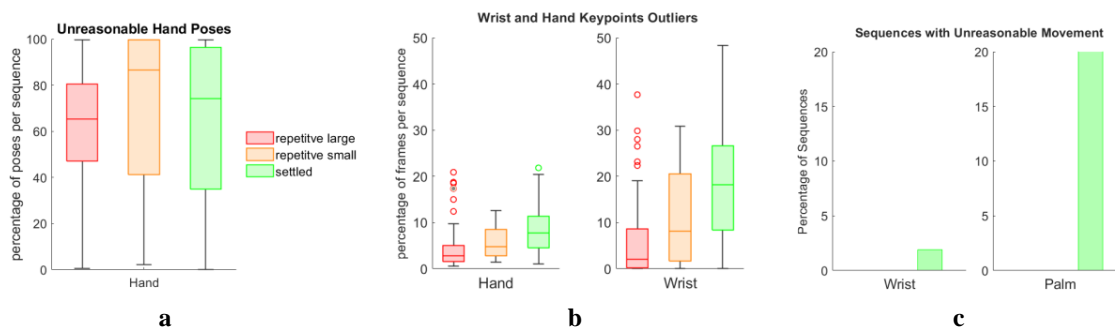 Unreasonable Hand Poses
percentage of poses per sequence
100
80
60
40
20
0
Hand
repetitve large
repetitive small
settled
a
Wrist and Hand Keypoints Outliers
percentage of frames per sequence
50
40
30
20
10
0
Hand
50
40
30
20
10
0
Wrist
b
Sequences with Unreasonable Movement
Percentage of Sequences
20
15
10
5
0
Wrist
20
15
10
5
0
Palm
c